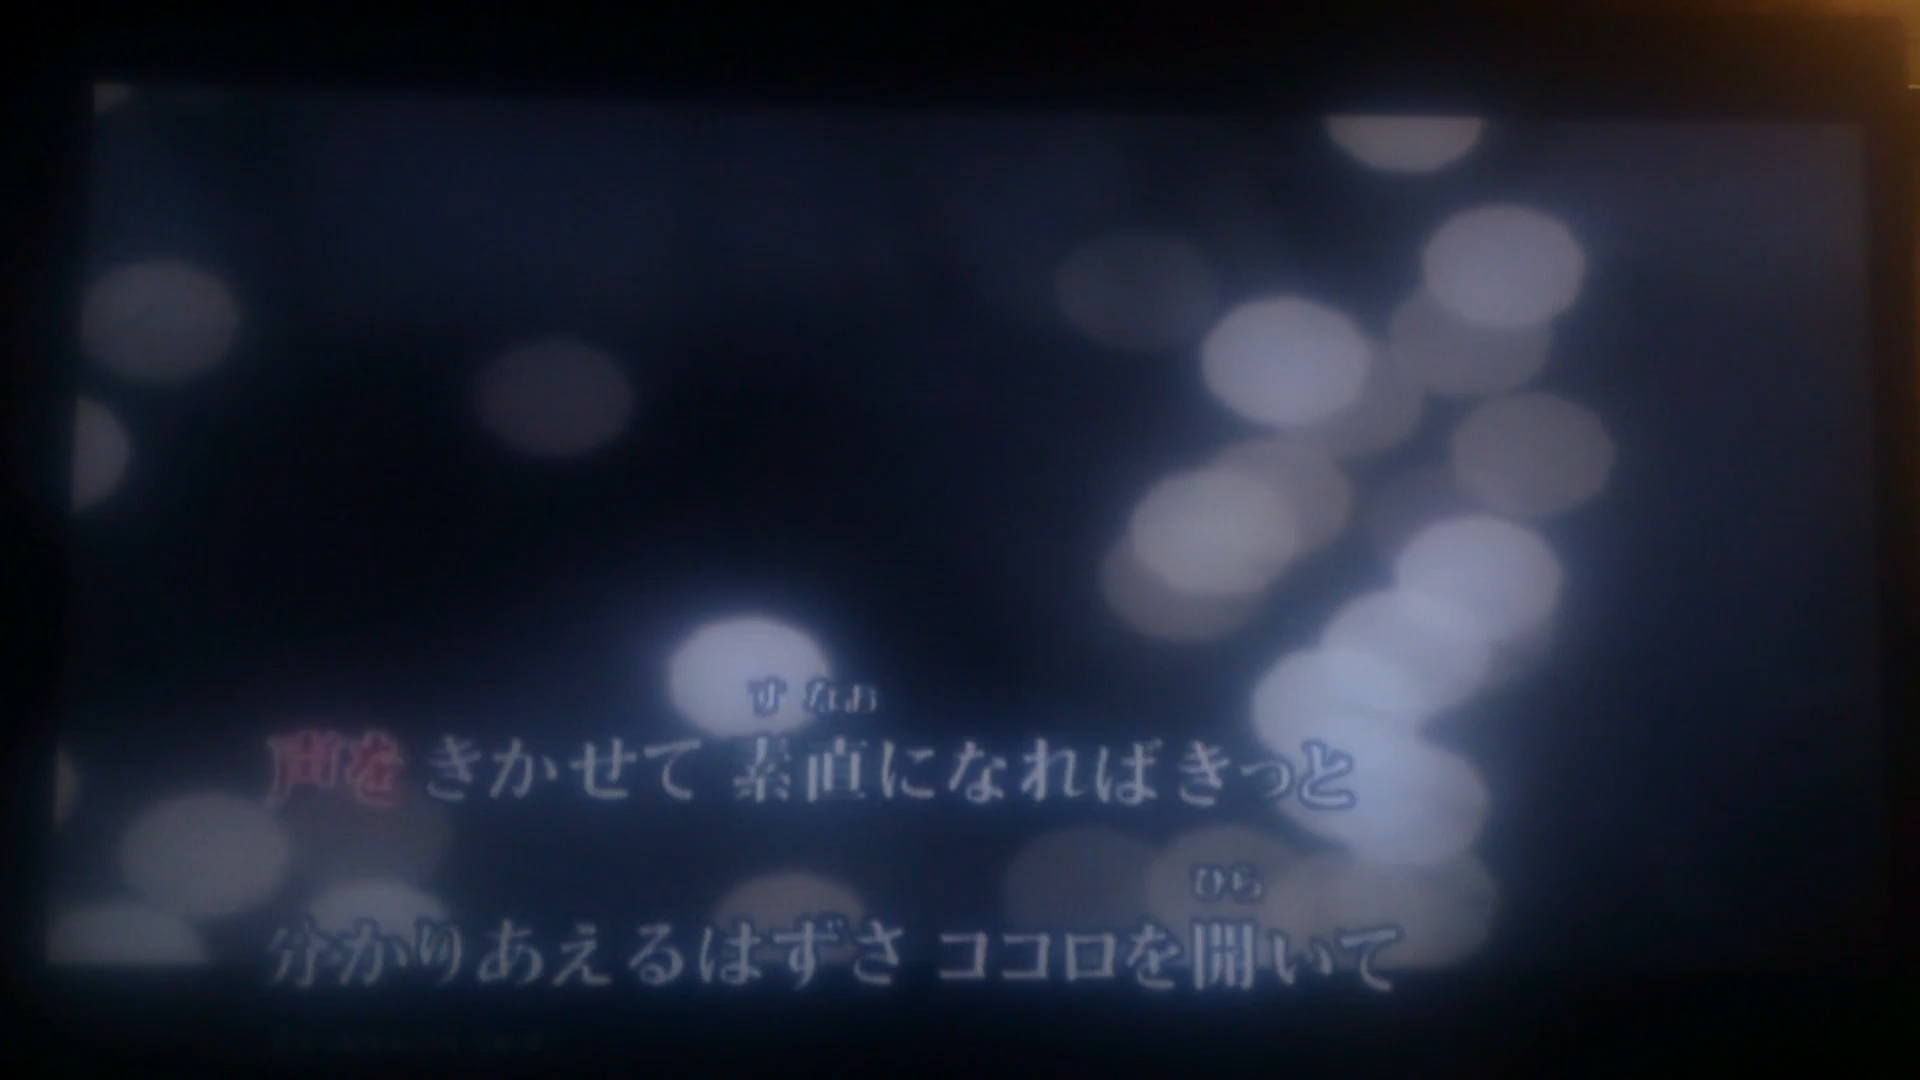 す なお
声を きかせて 素直になればきっと
ひら
分かりあえるはずさ ココロを開いて